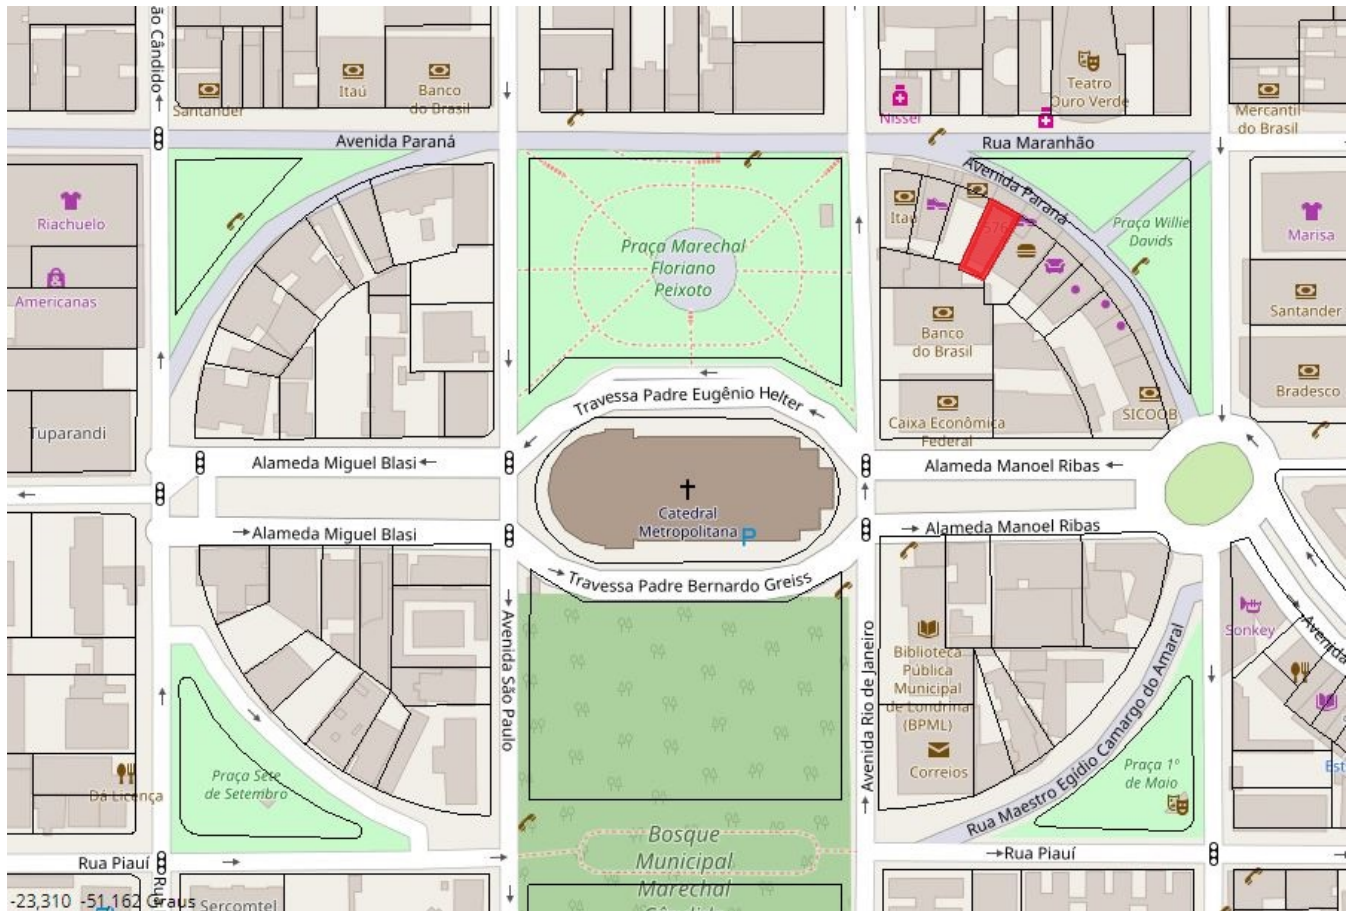 ão Cândido
Santander
Itaú
Banco
do Brasil
Nissei
Teatro
Ouro Verde
Mercantil
do Brasil
Avenida Paraná
Rua Maranhão
Avenida Paraná
Riachuelo
Americanas
Praça Marechal
Floriano
Peixoto
Itaú
576
Praça Willie
Davids
Marisa
Santander
Banco
do Brasil
Bradesco
Travessa Padre Eugênio Helter
Caixa Econômica
Federal
SICOOB
Tuparandi
Alameda Miguel Blasi
Alameda Manoel Ribas
Catedral
Metropolitana
P
Alameda Miguel Blasi
Alameda Manoel Ribas
Travessa Padre Bernardo Greiss
Avenida São Paulo
Avenida Rio de Janeiro
Biblioteca
Pública
Municipal
de Londrina
(BPML)
Correios
Rua Maestro Egídio Camargo do Amaral
Sonkey
Avenida
Est
Praça 1º
de Maio
Praça Sete
de Setembro
Dá Licença
Bosque
Municipal
Marechal
Rua Piauí
Rua Piauí
-23,310 -51,162 Graus
Sercomtel